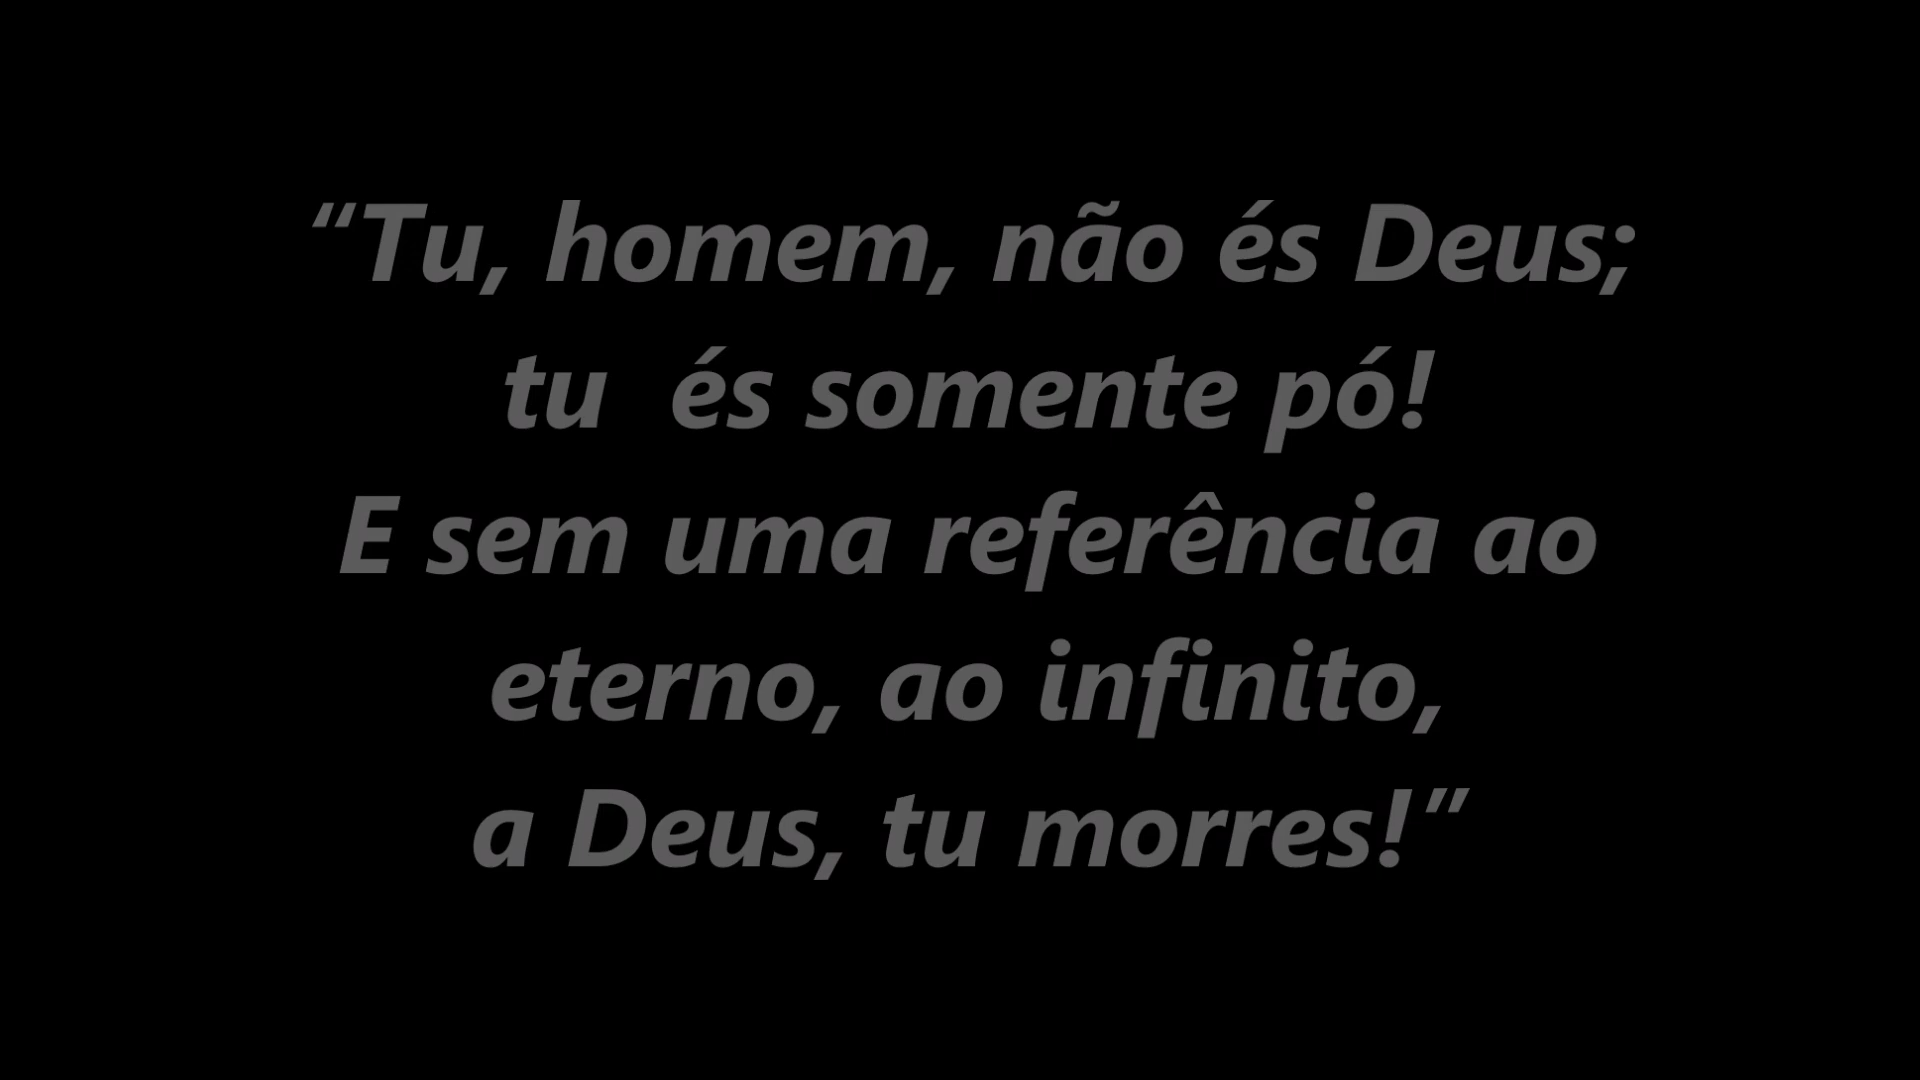 “Tu, homem, não és Deus;
tu  és somente pó!
E sem uma referência ao
eterno, ao infinito,
a Deus, tu morres!”